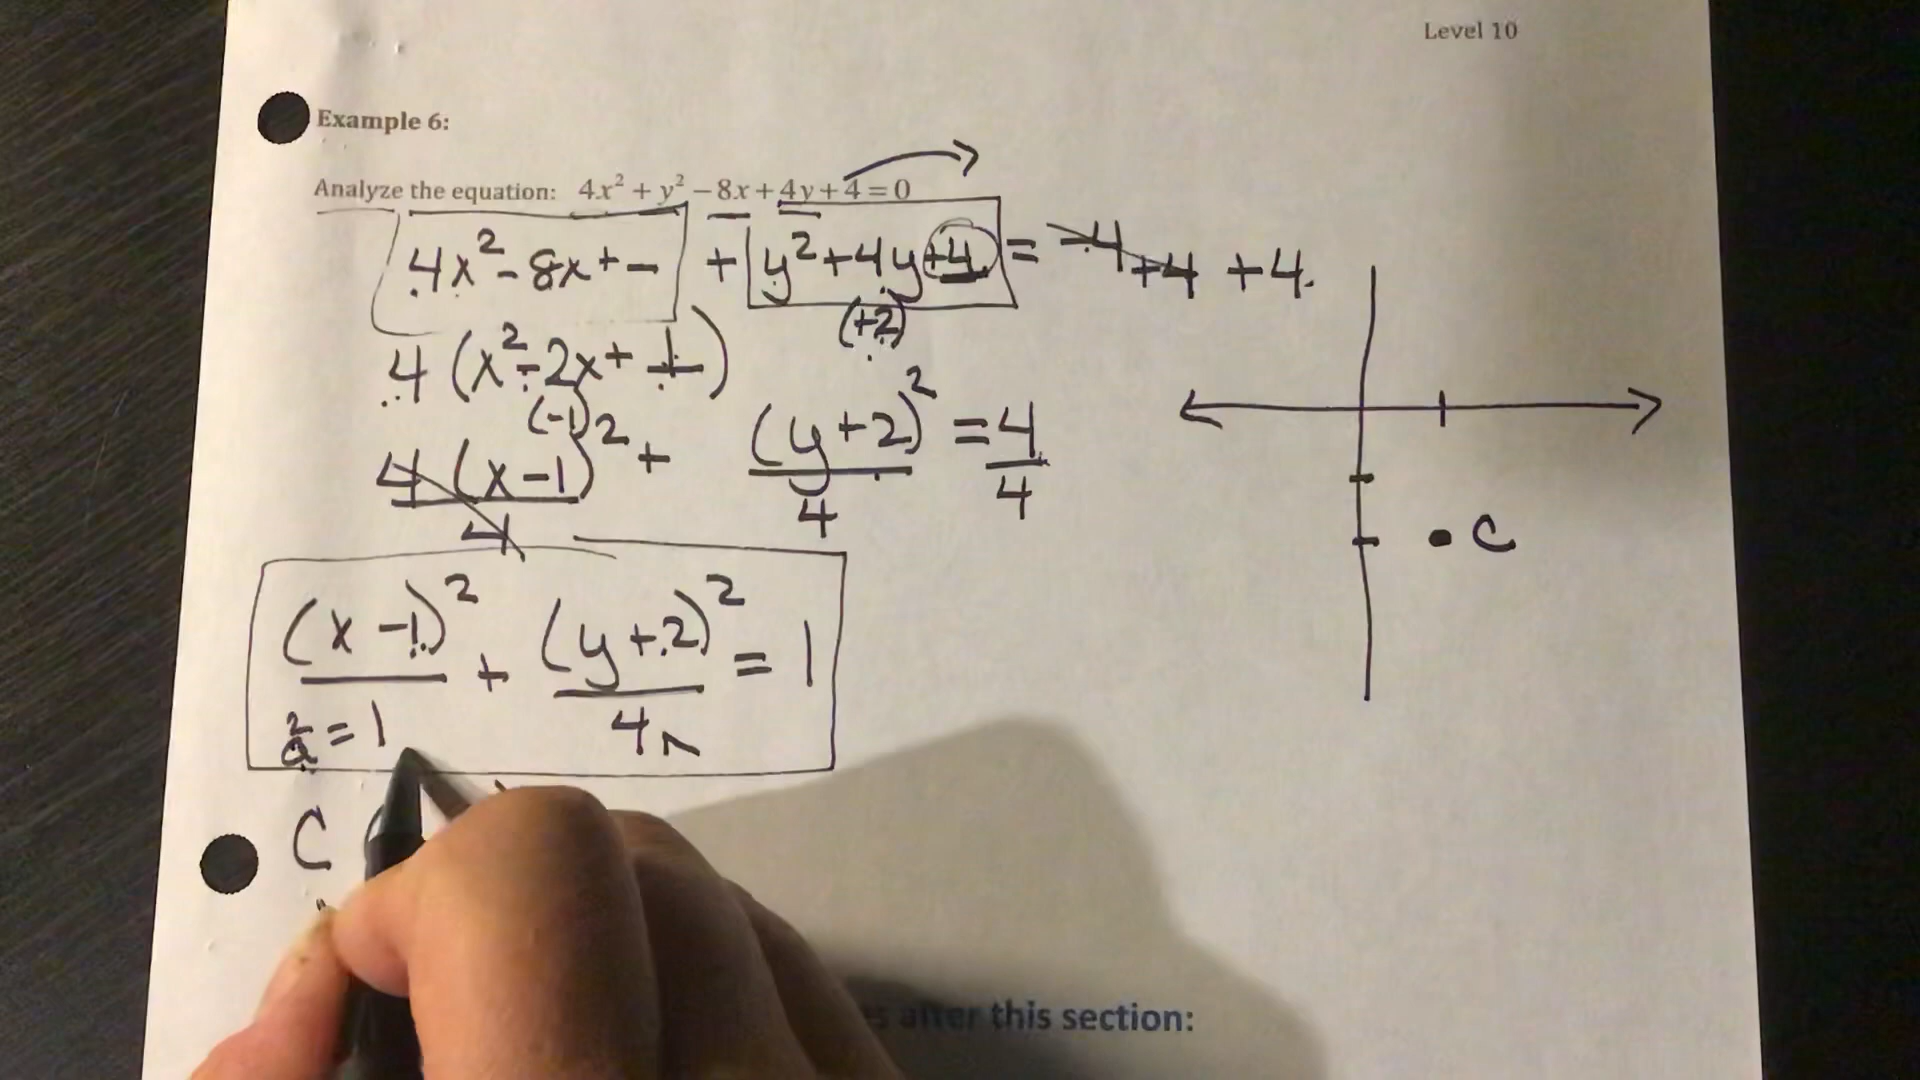 Level 10
Example 6:
Analyze the equation: 4x² + y² − 8x + 4y + 4 = 0
4x² - 8x + _ + y² + 4y + 4 = -4 +4 +4
(+2)
4 (x² - 2x + 1)
(-1)
4 (x - 1)² + (y + 2)² = 4
4 4 4
(x - 1)² + (y + 2)² = 1
a² = 1 4
C
C
after this section: